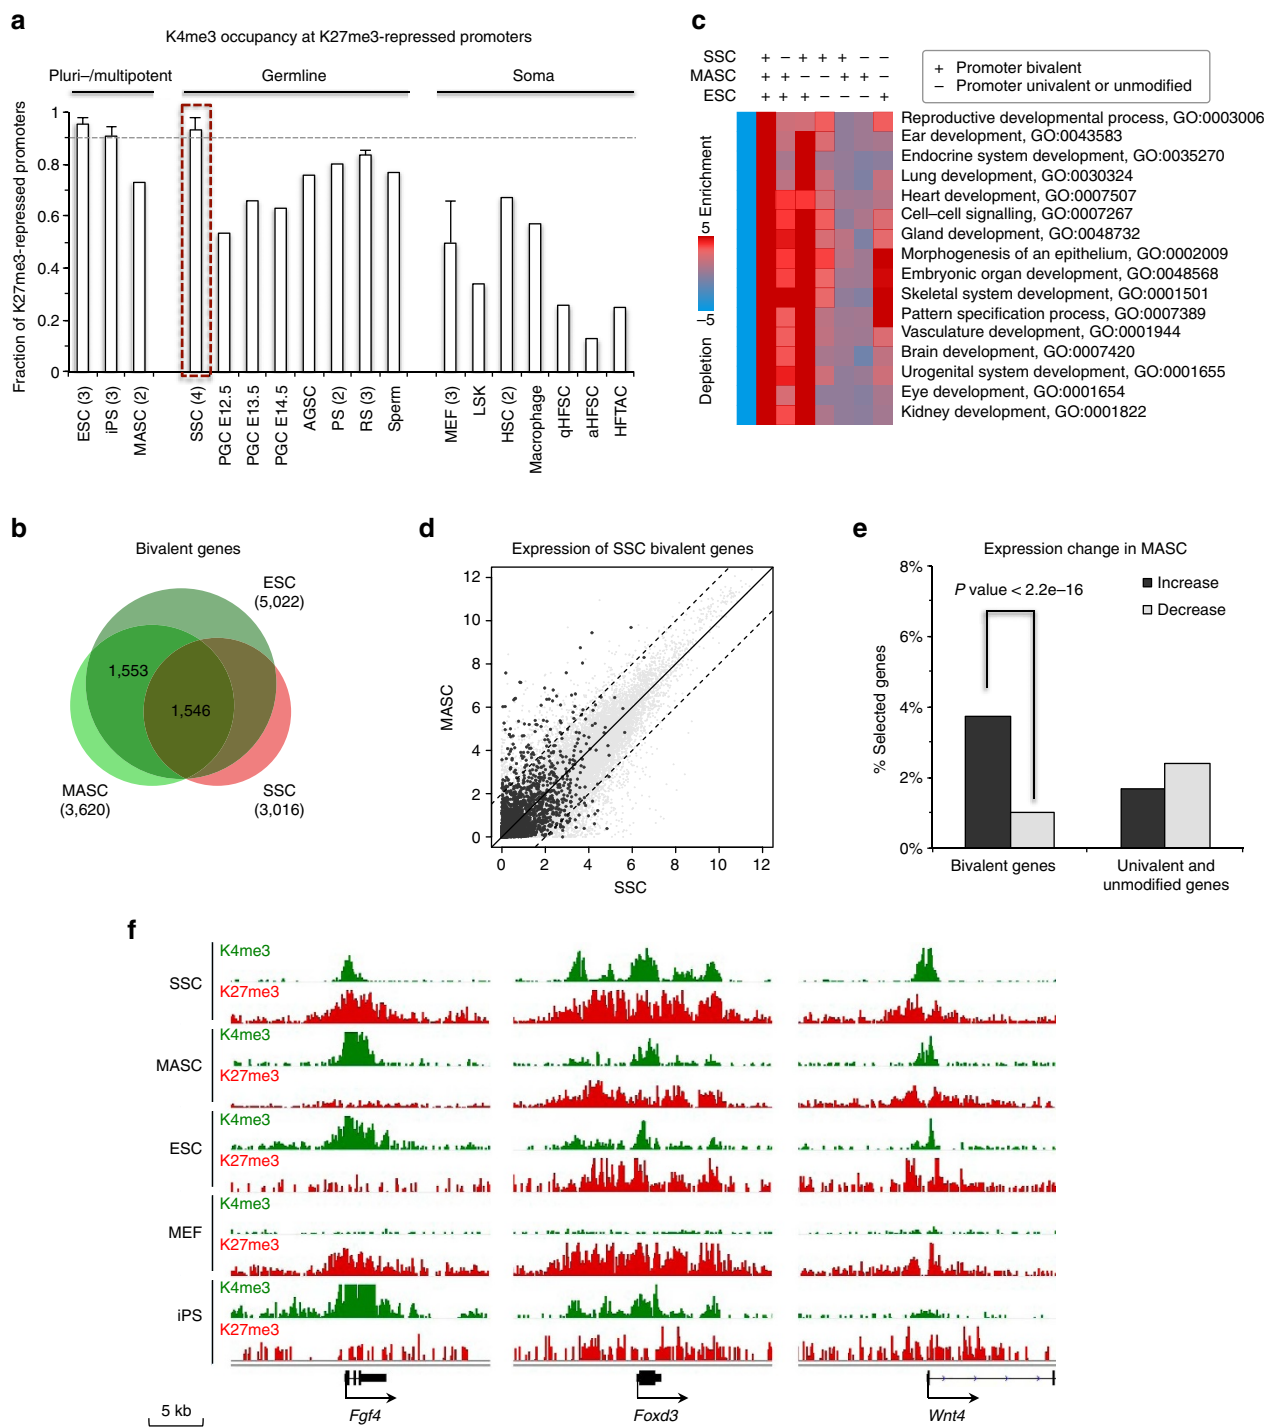 a
K4me3 occupancy at K27me3-repressed promoters
Pluri–/multipotent
Germline
Soma
Fraction of K27me3-repressed promoters
1
0.8
0.6
0.4
0.2
0
ESC (3)
iPS (3)
MASC (2)
SSC (4)
PGC E12.5
PGC E13.5
PGC E14.5
AGSC
PS (2)
RS (3)
Sperm
MEF (3)
LSK
HSC (2)
Macrophage
qHFSC
aHFSC
HFTAC
c
SSC + – + + + – –
MASC + + – – + + –
ESC + + + – – – +
+ Promoter bivalent
– Promoter univalent or unmodified
Enrichment
5
–5
Depletion
Reproductive developmental process, GO:0003006
Ear development, GO:0043583
Endocrine system development, GO:0035270
Lung development, GO:0030324
Heart development, GO:0007507
Cell–cell signalling, GO:0007267
Gland development, GO:0048732
Morphogenesis of an epithelium, GO:0002009
Embryonic organ development, GO:0048568
Skeletal system development, GO:0001501
Pattern specification process, GO:0007389
Vasculature development, GO:0001944
Brain development, GO:0007420
Urogenital system development, GO:0001655
Eye development, GO:0001654
Kidney development, GO:0001822
b
Bivalent genes
ESC
(5,022)
1,553
1,546
MASC
(3,620)
SSC
(3,016)
d
Expression of SSC bivalent genes
MASC
12
10
8
6
4
2
0
0 2 4 6 8 10 12
SSC
e
Expression change in MASC
% Selected genes
8%
6%
4%
2%
0%
P value < 2.2e–16
Increase
Decrease
Bivalent genes
Univalent and
unmodified genes
f
SSC
K4me3
K27me3
MASC
K4me3
K27me3
ESC
K4me3
K27me3
MEF
K4me3
K27me3
iPS
K4me3
K27me3
5 kb
Fgf4
Foxd3
Wnt4